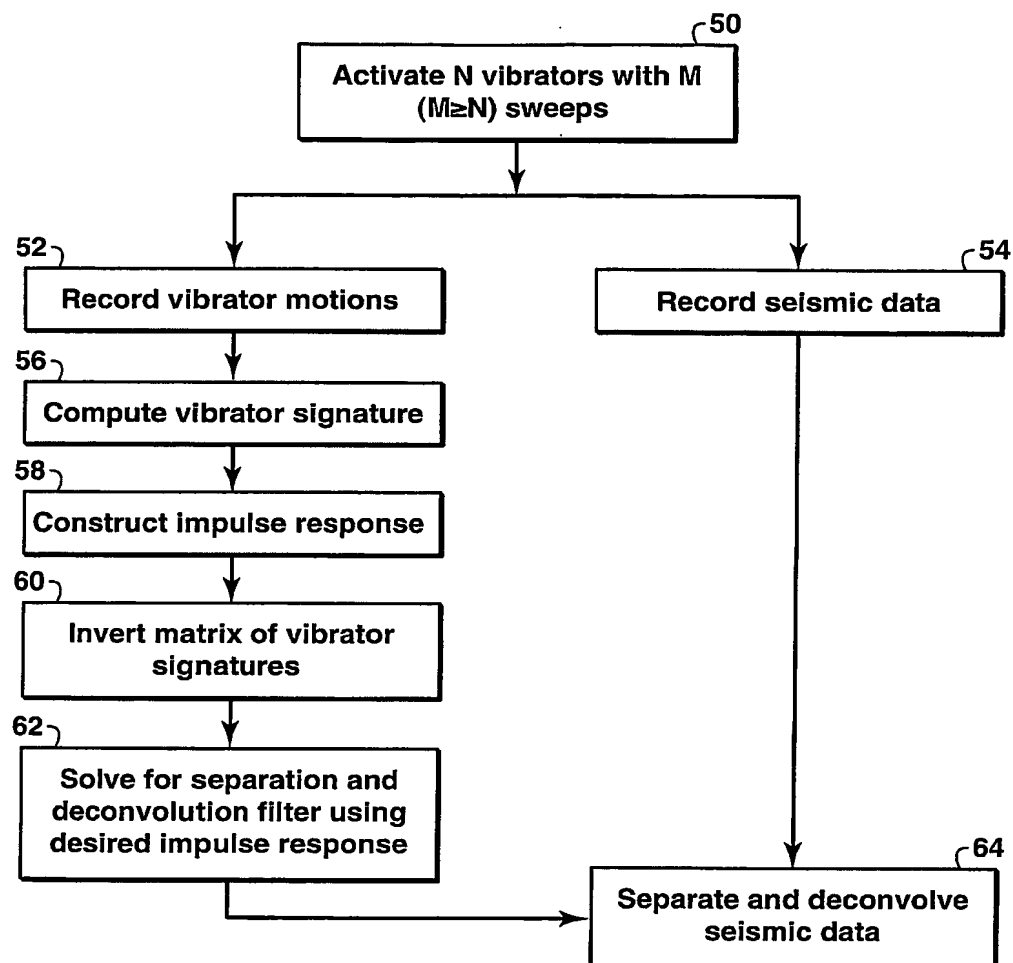 50
Activate N vibrators with M
(M≥N) sweeps
52
Record vibrator motions
54
Record seismic data
56
Compute vibrator signature
58
Construct impulse response
60
Invert matrix of vibrator
signatures
62
Solve for separation and
deconvolution filter using
desired impulse response
64
Separate and deconvolve
seismic data